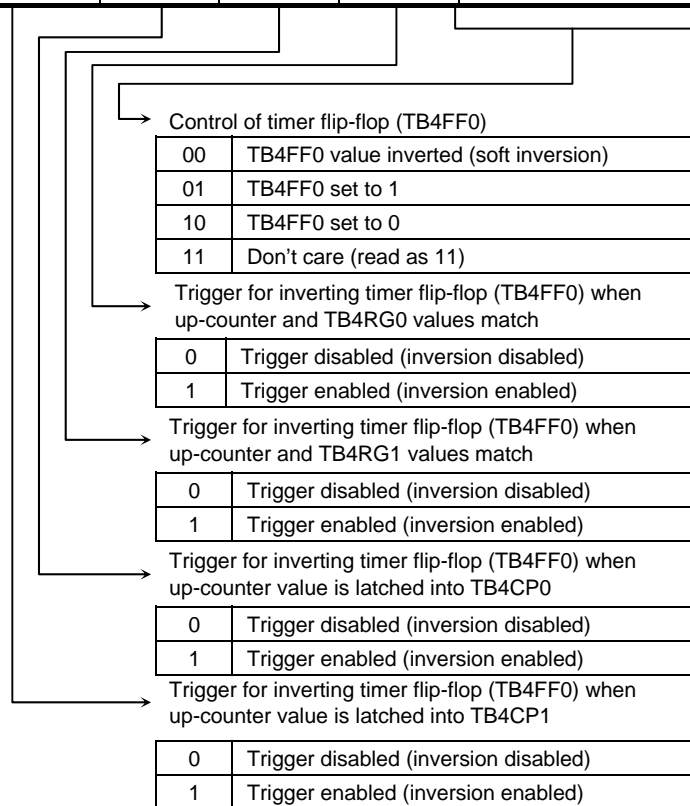 Control of timer flip-flop (TB4FF0)
00 TB4FF0 value inverted (soft inversion)
01 TB4FF0 set to 1
10 TB4FF0 set to 0
11 Don't care (read as 11)
Trigger for inverting timer flip-flop (TB4FF0) when
up-counter and TB4RG0 values match
0 Trigger disabled (inversion disabled)
1 Trigger enabled (inversion enabled)
Trigger for inverting timer flip-flop (TB4FF0) when
up-counter and TB4RG1 values match
0 Trigger disabled (inversion disabled)
1 Trigger enabled (inversion enabled)
Trigger for inverting timer flip-flop (TB4FF0) when
up-counter value is latched into TB4CP0
0 Trigger disabled (inversion disabled)
1 Trigger enabled (inversion enabled)
Trigger for inverting timer flip-flop (TB4FF0) when
up-counter value is latched into TB4CP1
0 Trigger disabled (inversion disabled)
1 Trigger enabled (inversion enabled)